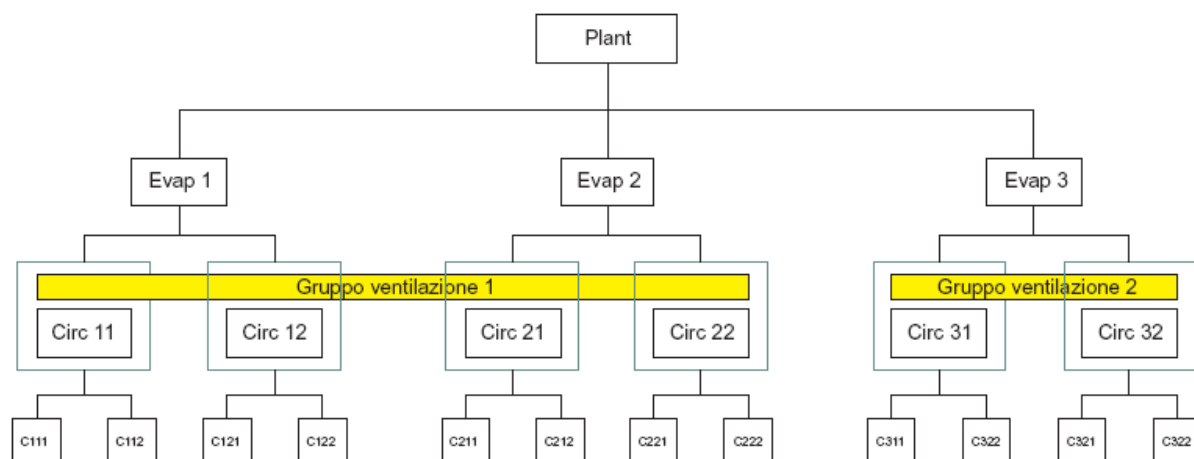 Plant
Evap 1
Evap 2
Evap 3
Gruppo ventilazione 1
Gruppo ventilazione 2
Circ 11
Circ 12
Circ 21
Circ 22
Circ 31
Circ 32
C111
C112
C121
C122
C211
C212
C221
C222
C311
C322
C321
C322